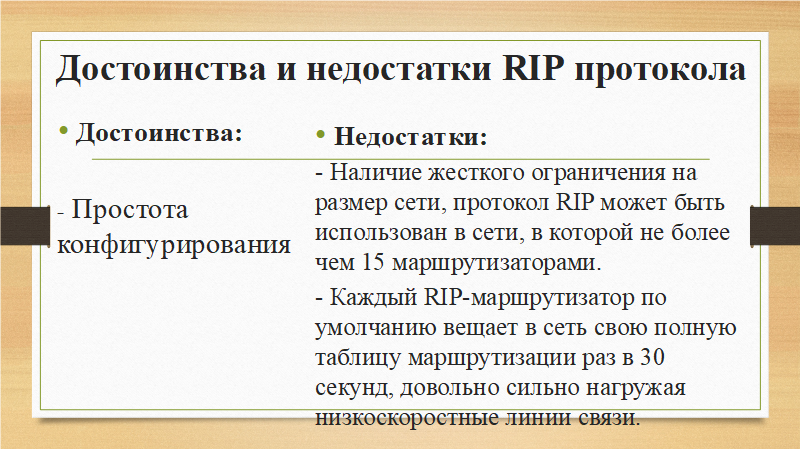 Достоинства и недостатки RIP протокола
• Достоинства:
- Простота
конфигурирования
• Недостатки:
- Наличие жесткого ограничения на
размер сети, протокол RIP может быть
использован в сети, в которой не более
чем 15 маршрутизаторами.
- Каждый RIP-маршрутизатор по
умолчанию вещает в сеть свою полную
таблицу маршрутизации раз в 30
секунд, довольно сильно нагружая
низкоскоростные линии связи.